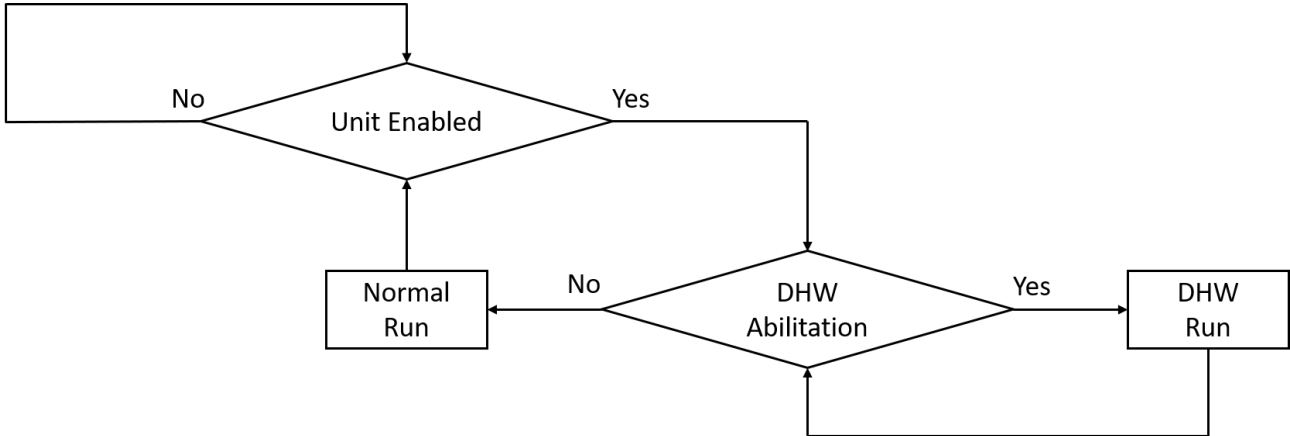 No
Unit Enabled
Yes
Normal
Run
No
DHW
Abilitation
Yes
DHW
Run